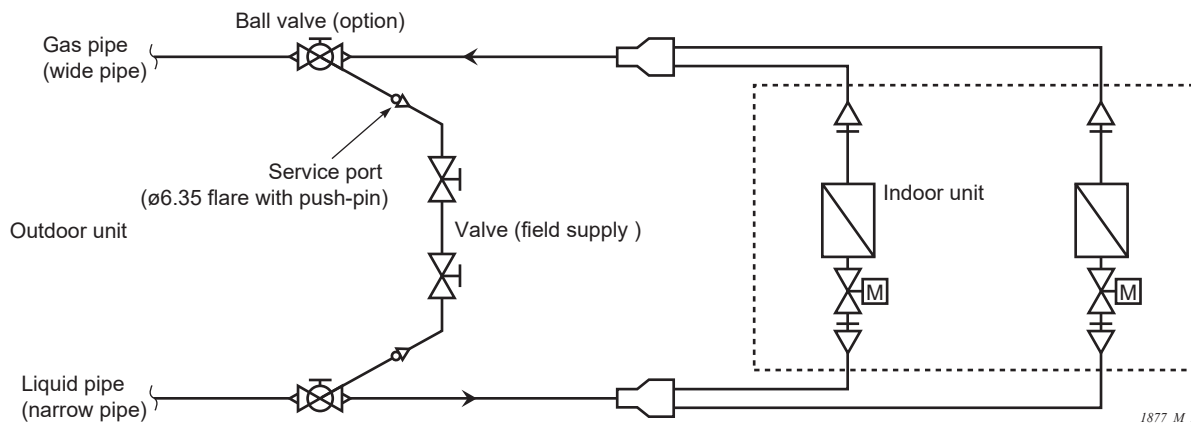 Ball valve (option)
Gas pipe
(wide pipe)
Service port
(ø6.35 flare with push-pin)
Indoor unit
Outdoor unit
Valve (field supply )
M
M
Liquid pipe
(narrow pipe)
1877_M